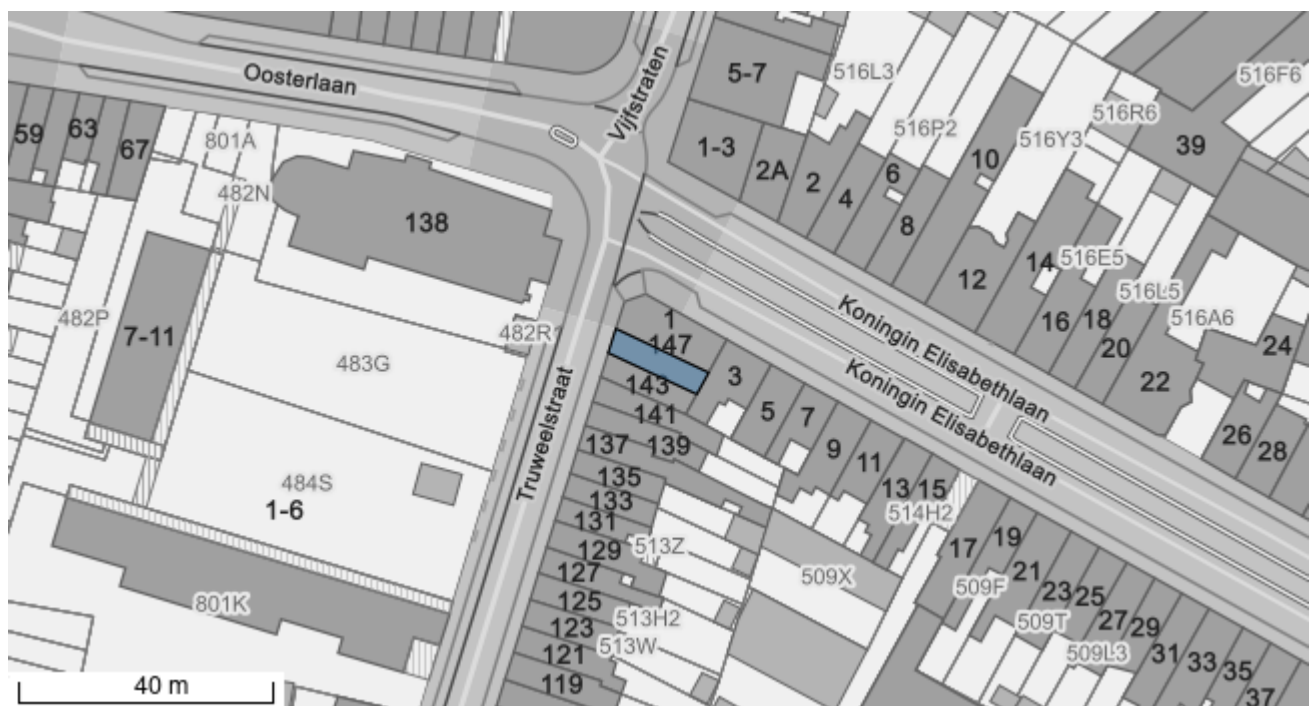 Oosterlaan
Vijfstraten
5-7
516L3
516F6
59
63
67
801A
482N
138
1-3
2A
2
4
6
8
516P2
10
516Y3
516R6
39
482P
7-11
483G
482R1
12
14
516E5
16
18
20
516L5
516A6
22
24
26
28
Koningin Elisabethlaan
Koningin Elisabethlaan
1
147
143
141
139
137
135
133
131
129
127
125
123
121
119
3
5
7
9
11
13
15
514H2
Truweelstraat
484S
1-6
801K
513Z
513H2
513W
509X
17
19
21
23
25
27
29
31
33
35
37
509F
509T
509L3
40 m